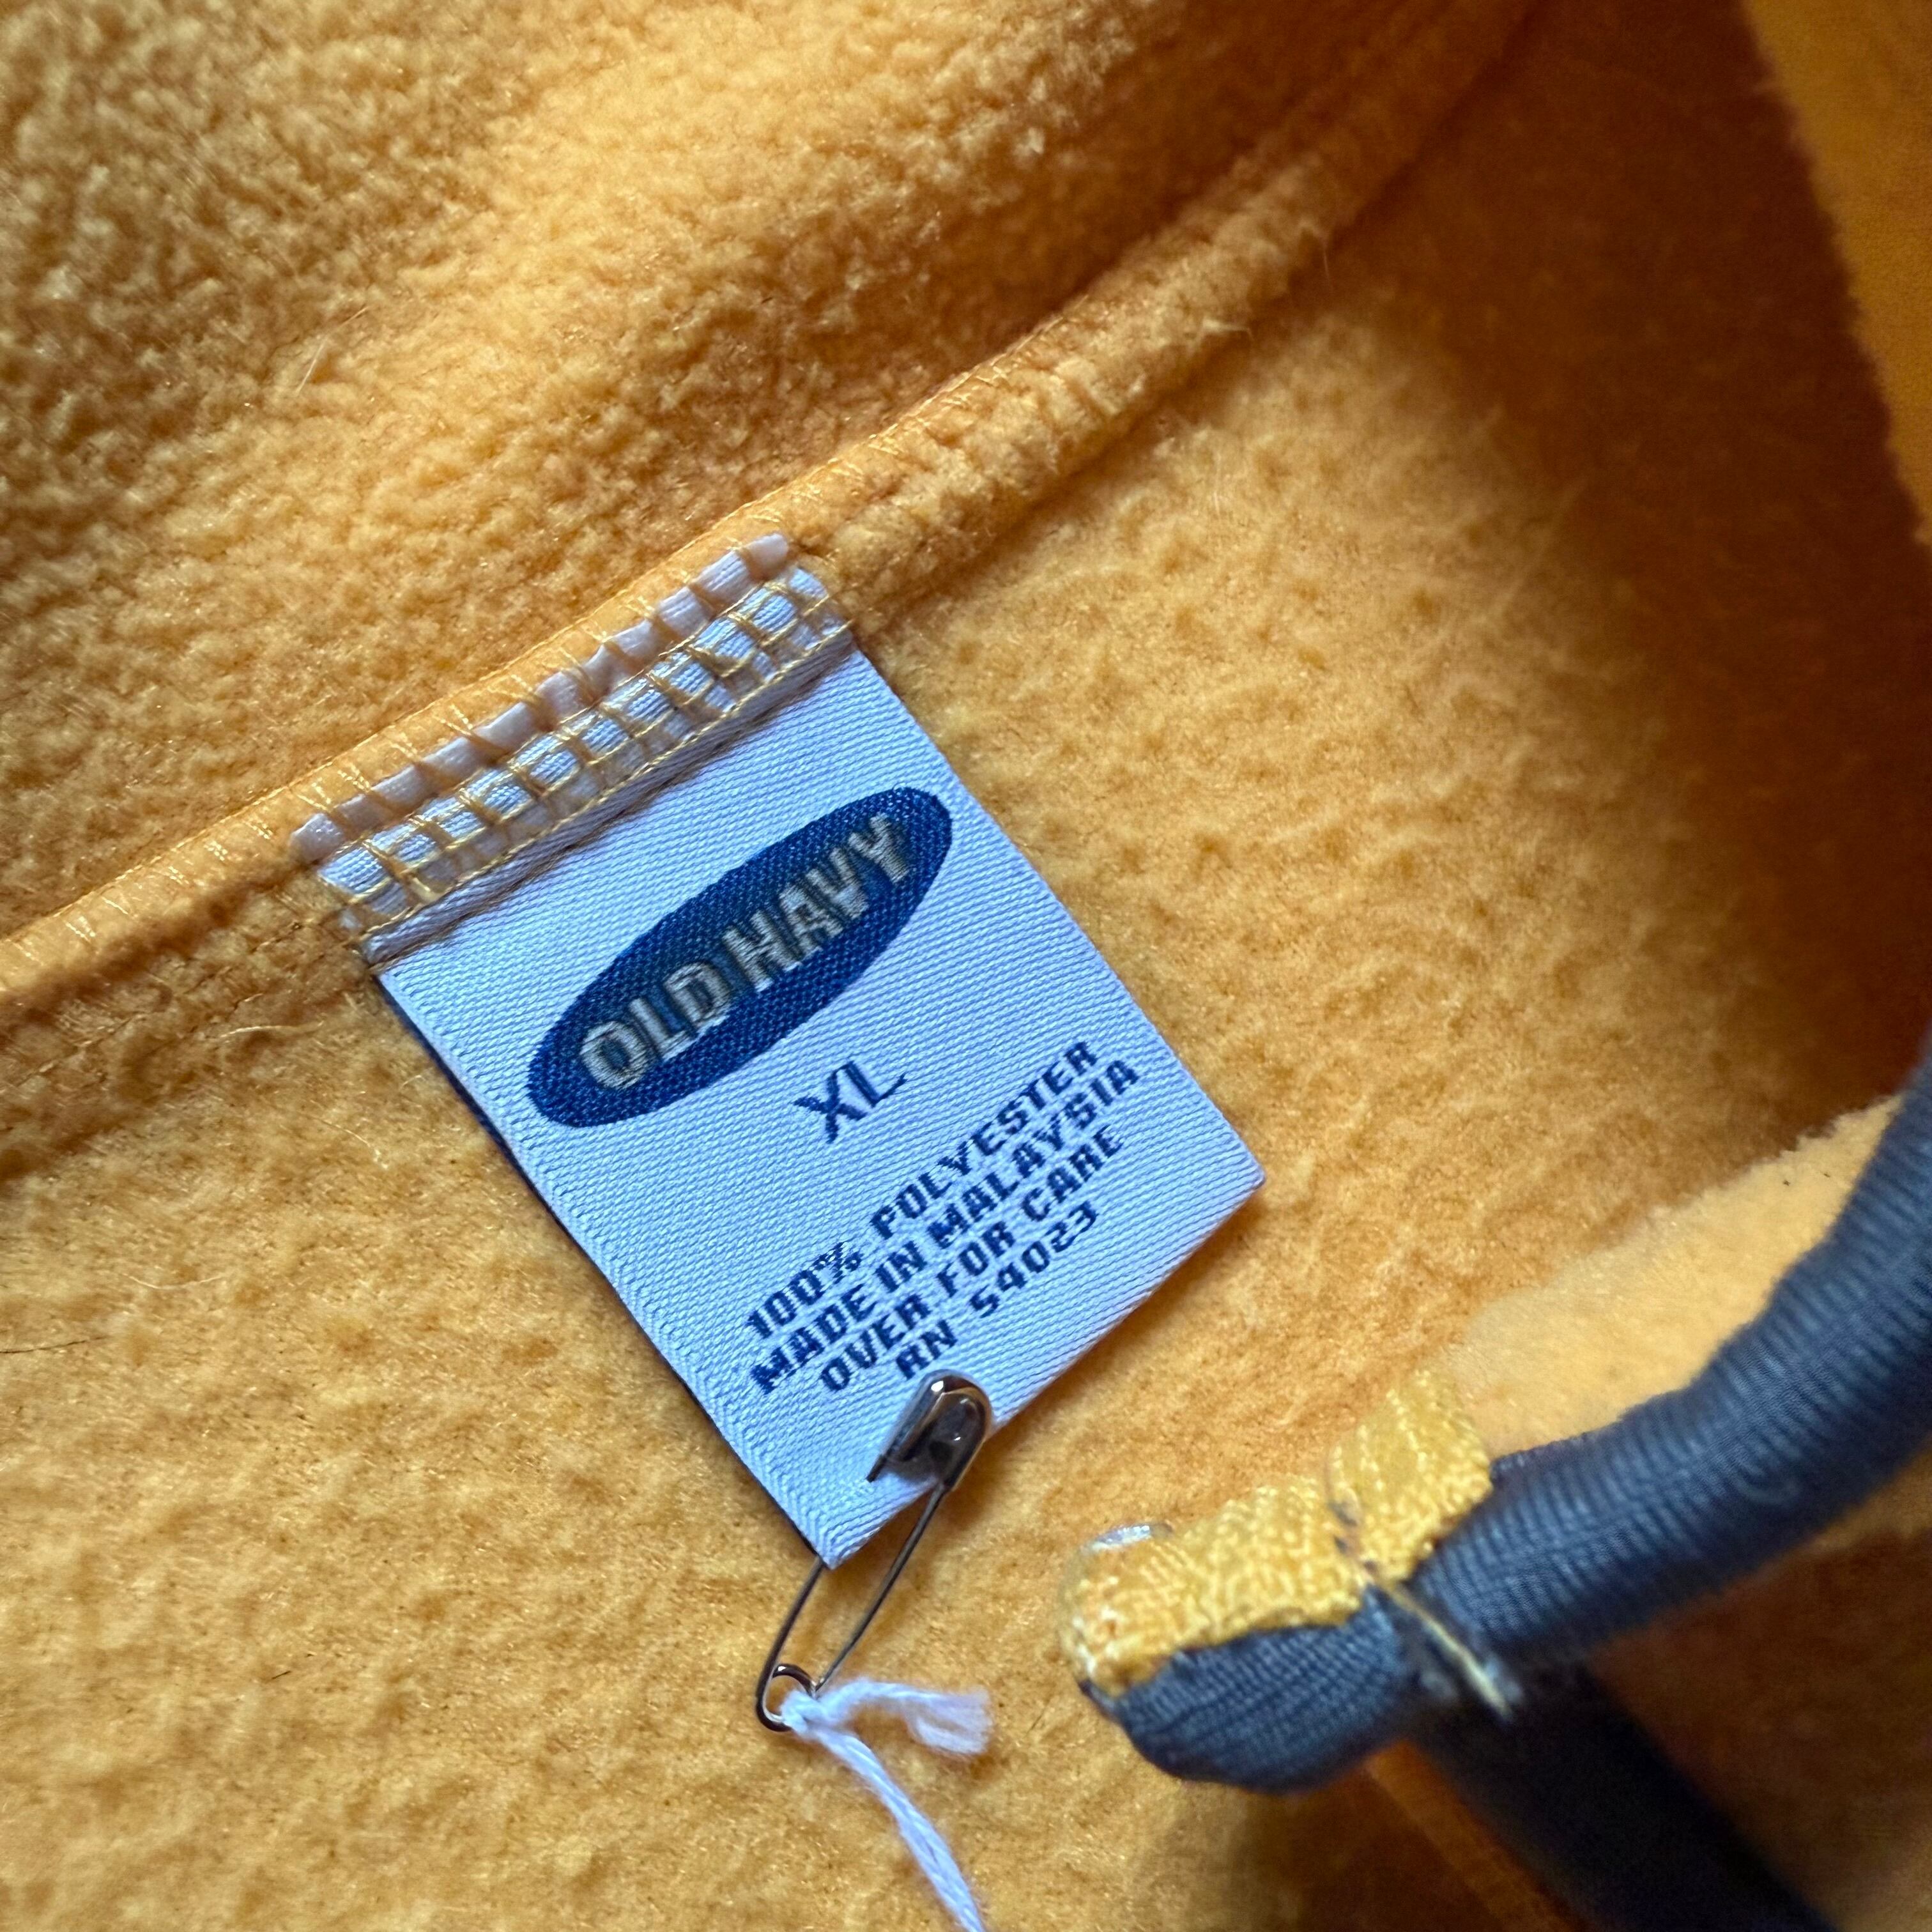 OLD NAVY
XL
100% POLYESTER
MADE IN MALAYSIA
OVER FOR CARE
RN 54023